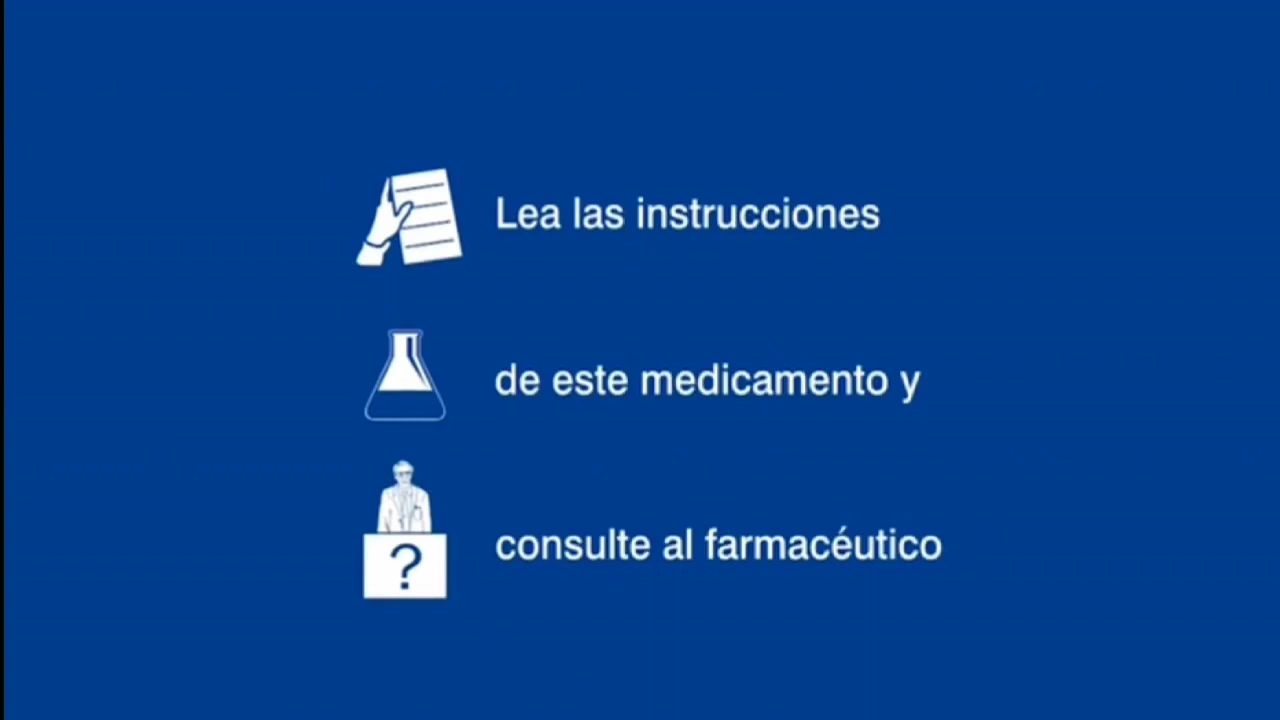 Lea las instrucciones
de este medicamento y
consulte al farmacéutico
?